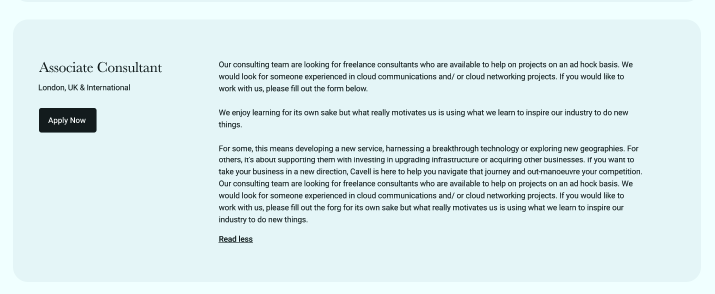 Associate Consultant
London, UK & International
Apply Now
Our consulting team are looking for freelance consultants who are available to help on projects on an ad hock basis. We
would look for someone experienced in cloud communications and/ or cloud networking projects. If you would like to
work with us, please fill out the form below.
We enjoy learning for its own sake but what really motivates us is using what we learn to inspire our industry to do new
things.
For some, this means developing a new service, harnessing a breakthrough technology or exploring new geographies. For
others, it's about supporting them with investing in upgrading infrastructure or acquiring other businesses. If you want to
take your business in a new direction, Cavell is here to help you navigate that journey and out-manoeuvre your competition.
Our consulting team are looking for freelance consultants who are available to help on projects on an ad hock basis. We
would look for someone experienced in cloud communications and/ or cloud networking projects. If you would like to
work with us, please fill out the forg for its own sake but what really motivates us is using what we learn to inspire our
industry to do new things.
Read less